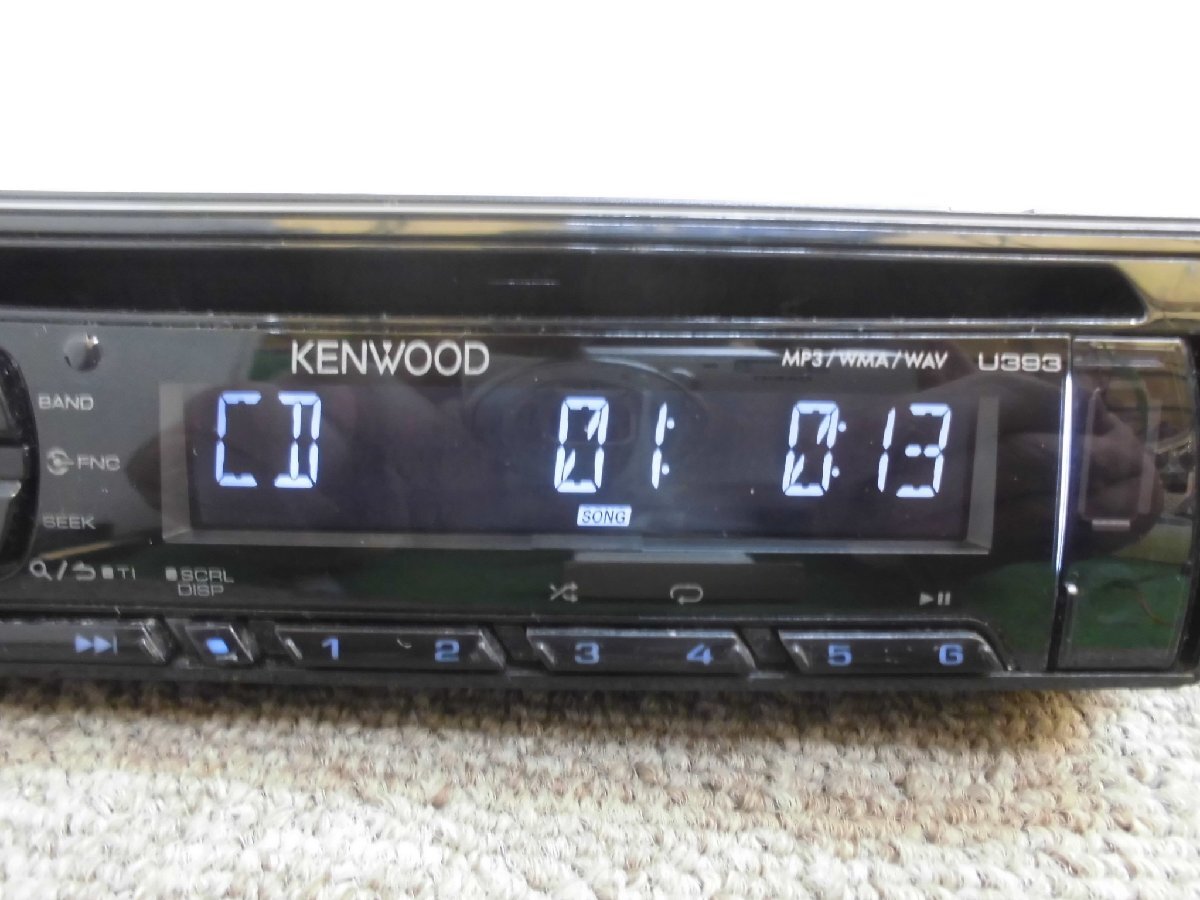 KENWOOD
MP3/WMA/WAV U393
BAND
CD 01: 0:13
FNC
SEEK
SONG
TI
SCRL
DISP
1 2 3 4 5 6